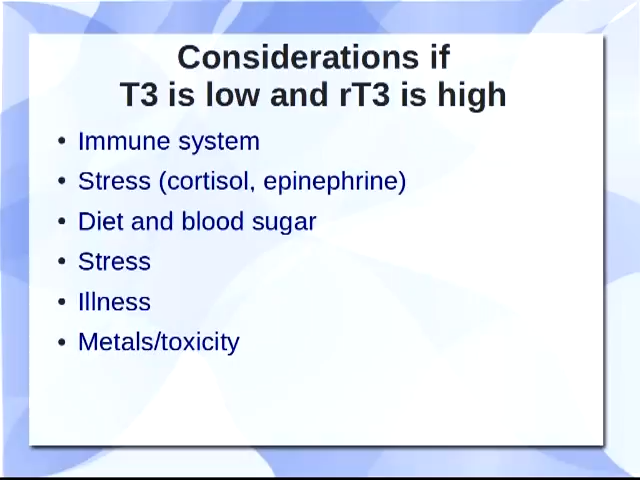 Considerations if
T3 is low and rT3 is high
• Immune system
• Stress (cortisol, epinephrine)
• Diet and blood sugar
• Stress
• Illness
• Metals/toxicity